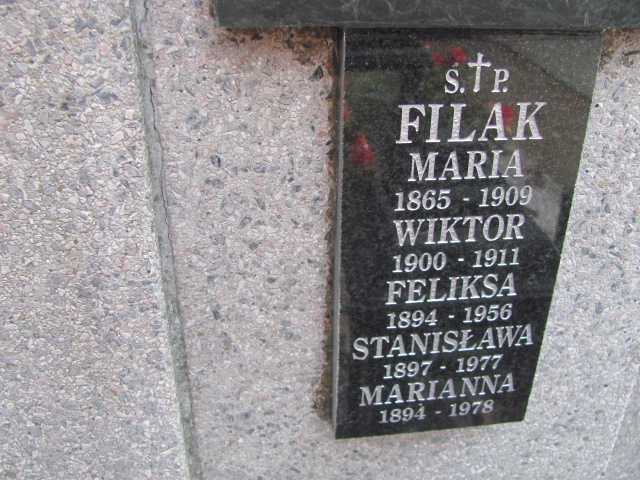 Ś. P.
FILAK
MARIA
1865 - 1909
WIKTOR
1900 - 1911
FELIKSA
1894 - 1956
STANISŁAWA
1897 - 1977
MARIANNA
1894 - 1978